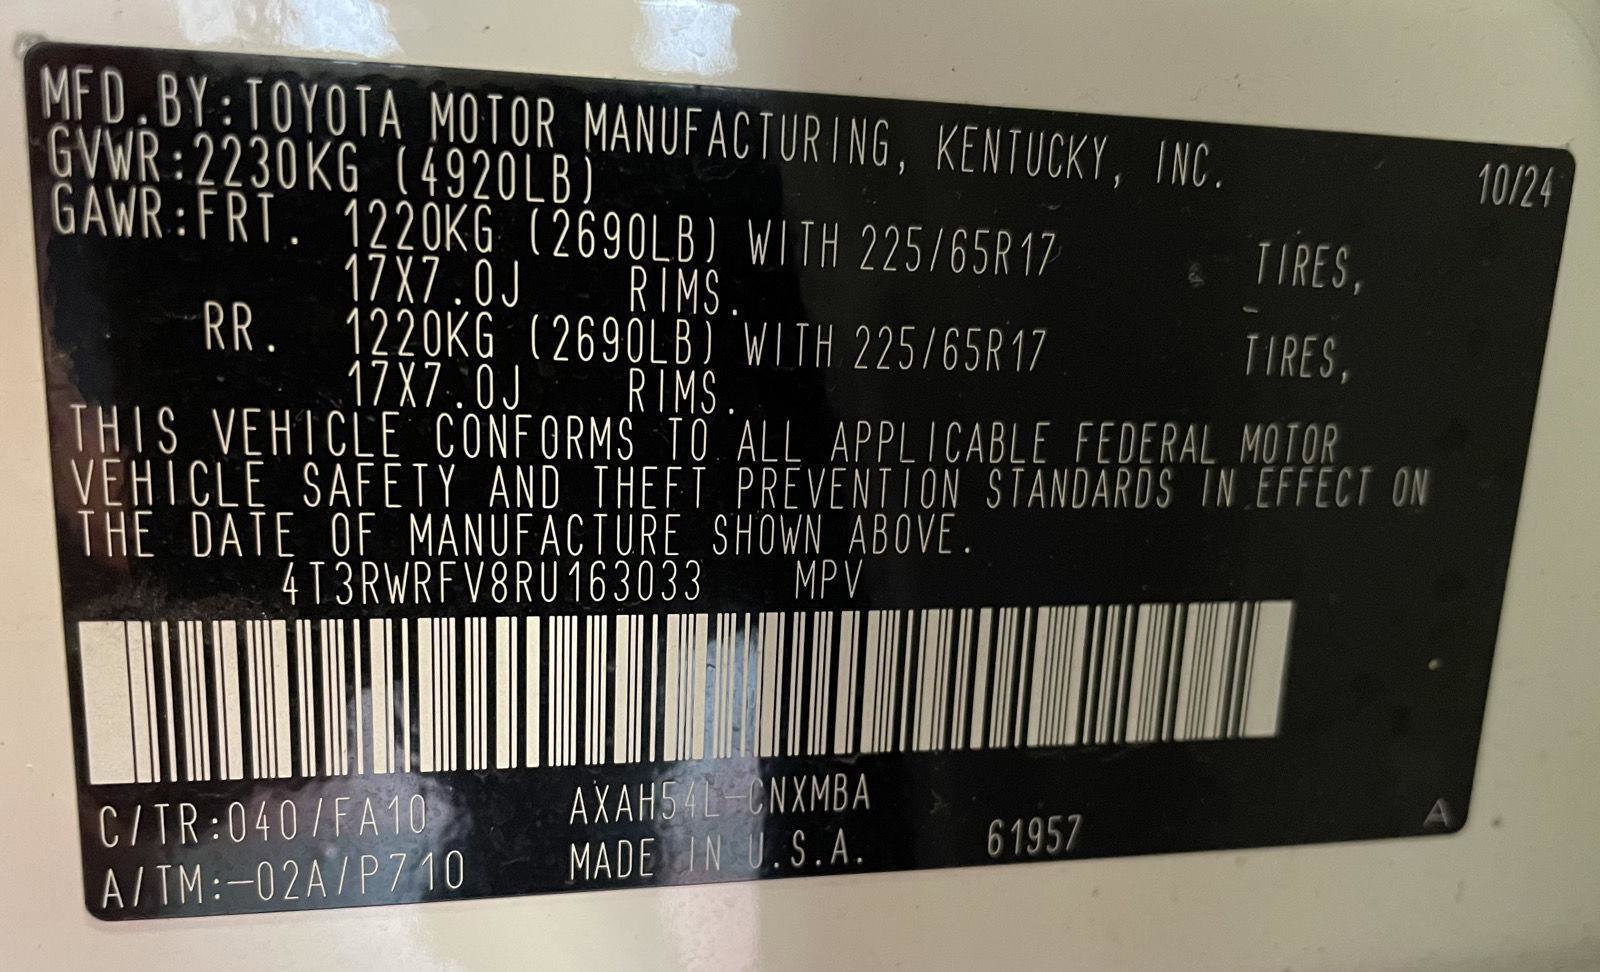 MFD.BY:TOYOTA MOTOR MANUFACTURING, KENTUCKY, INC. 10/24
GVWR:2230KG (4920LB)
GAWR:FRT. 1220KG (2690LB) WITH 225/65R17 TIRES,
17X7.0J RIMS.
RR. 1220KG (2690LB) WITH 225/65R17 TIRES,
17X7.0J RIMS.
THIS VEHICLE CONFORMS TO ALL APPLICABLE FEDERAL MOTOR
VEHICLE SAFETY AND THEFT PREVENTION STANDARDS IN EFFECT ON
THE DATE OF MANUFACTURE SHOWN ABOVE.
4T3RWRFV8RU163033 MPV
C/TR:040/FA10 AXAH54L-CNXMBA
A/TM:-02A/P710 MADE IN U.S.A. 61957 A